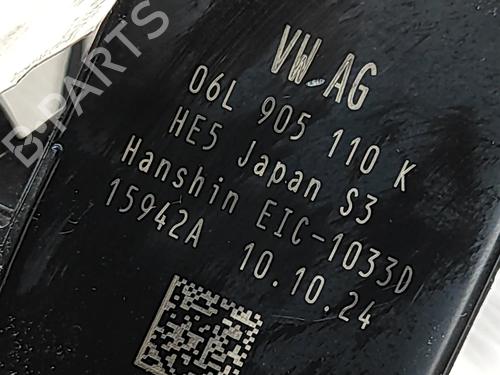 B-PARTS
VW AG
06L 905 110 K
HE5 Japan S3
Hanshin EIC-1033D
15942A 10.10.24